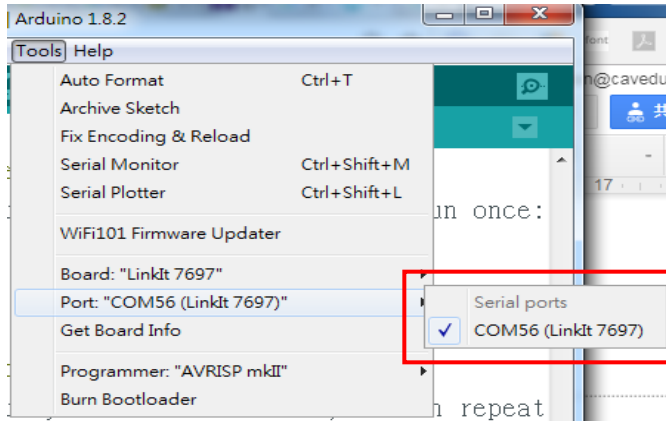 Arduino 1.8.2
Tools Help
Auto Format Ctrl+T
Archive Sketch
Fix Encoding & Reload
Serial Monitor Ctrl+Shift+M
Serial Plotter Ctrl+Shift+L
WiFi101 Firmware Updater
Board: "LinkIt 7697"
Port: "COM56 (LinkIt 7697)"
Get Board Info
Programmer: "AVRISP mkII"
Burn Bootloader
Serial ports
COM56 (LinkIt 7697)
un once:
repeat
font
@cavedu
共
17